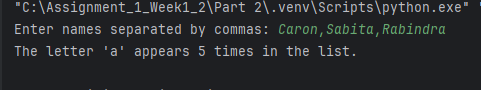 "C:\Assignment_1_Week1_2\Part 2\.venv\Scripts\python.exe" "
Enter names separated by commas: Caron,Sabita,Rabindra
The letter 'a' appears 5 times in the list.